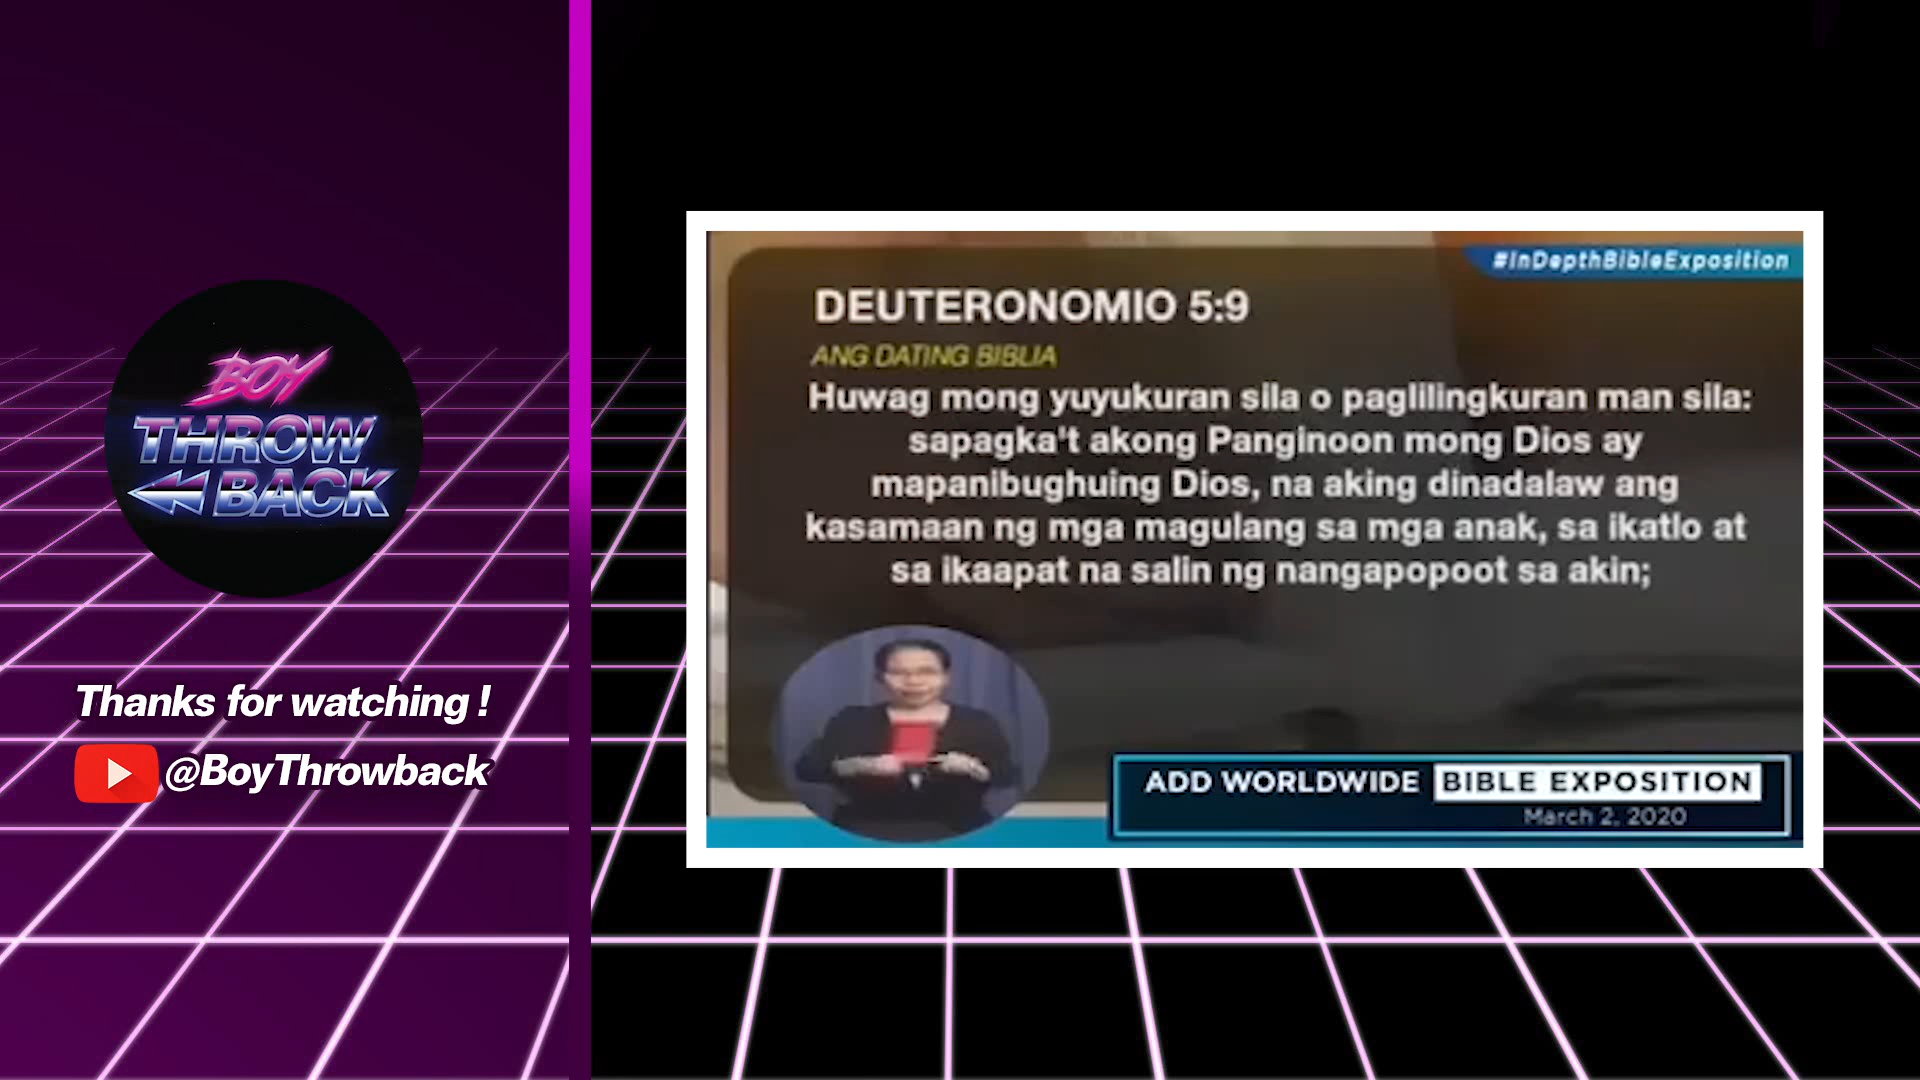 BOY
THROW
BACK
Thanks for watching !
@BoyThrowback
#InDepthBibleExposition
DEUTERONOMIO 5:9
ANG DATING BIBLIA
Huwag mong yuyukuran sila o paglilingkuran man sila:
sapagka't akong Panginoon mong Dios ay
mapanibughuing Dios, na aking dinadalaw ang
kasamaan ng mga magulang sa mga anak, sa ikatlo at
sa ikaapat na salin ng nangapopoot sa akin;
ADD WORLDWIDE BIBLE EXPOSITION
March 2, 2020